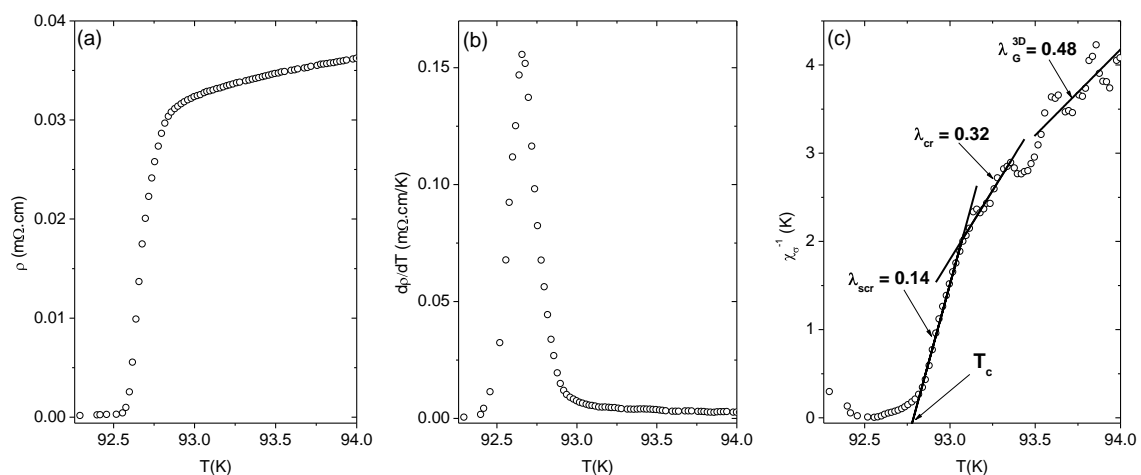 (a)
0.04
0.03
0.02
0.01
0.00
ρ (mΩ.cm)
92.5 93.0 93.5 94.0
T(K)
(b)
0.15
0.10
0.05
0.00
dρ/dT (mΩ.cm/K)
92.5 93.0 93.5 94.0
T(K)
(c)
4
3
2
1
0
χσ⁻¹ (K)
λG³ᴰ = 0.48
λcr = 0.32
λscr = 0.14
Tc
92.5 93.0 93.5 94.0
T(K)